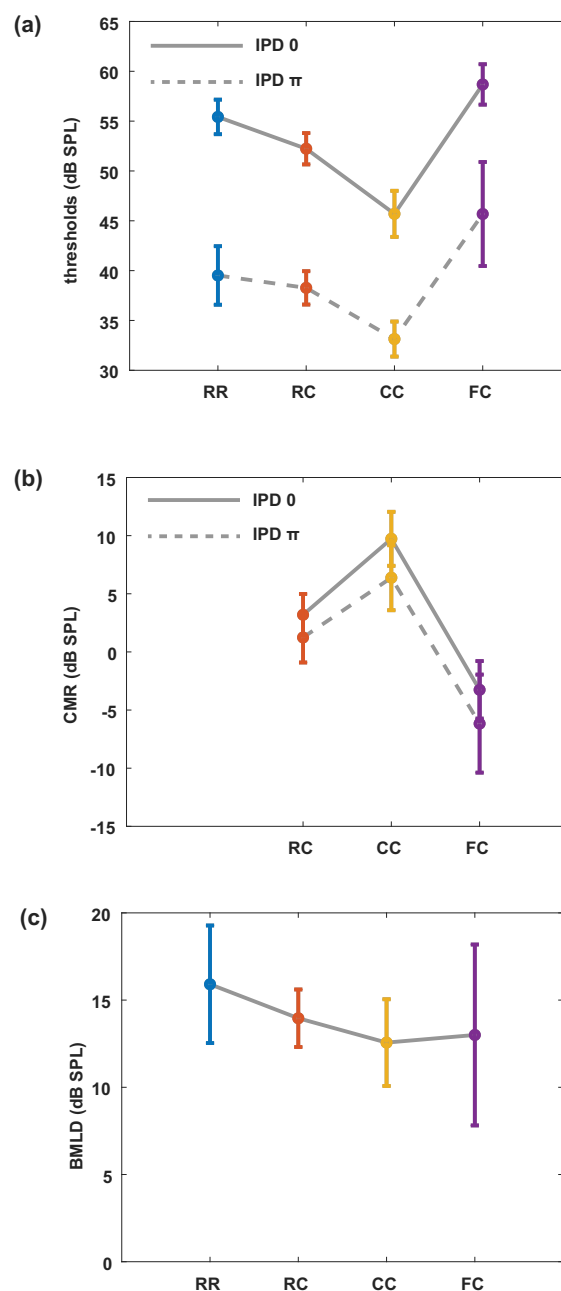 (a)
65
60
55
50
45
40
35
30
thresholds (dB SPL)
IPD 0
IPD π
RR RC CC FC
(b)
15
10
5
0
-5
-10
-15
CMR (dB SPL)
IPD 0
IPD π
RC CC FC
(c)
20
15
10
5
0
BMLD (dB SPL)
RR RC CC FC